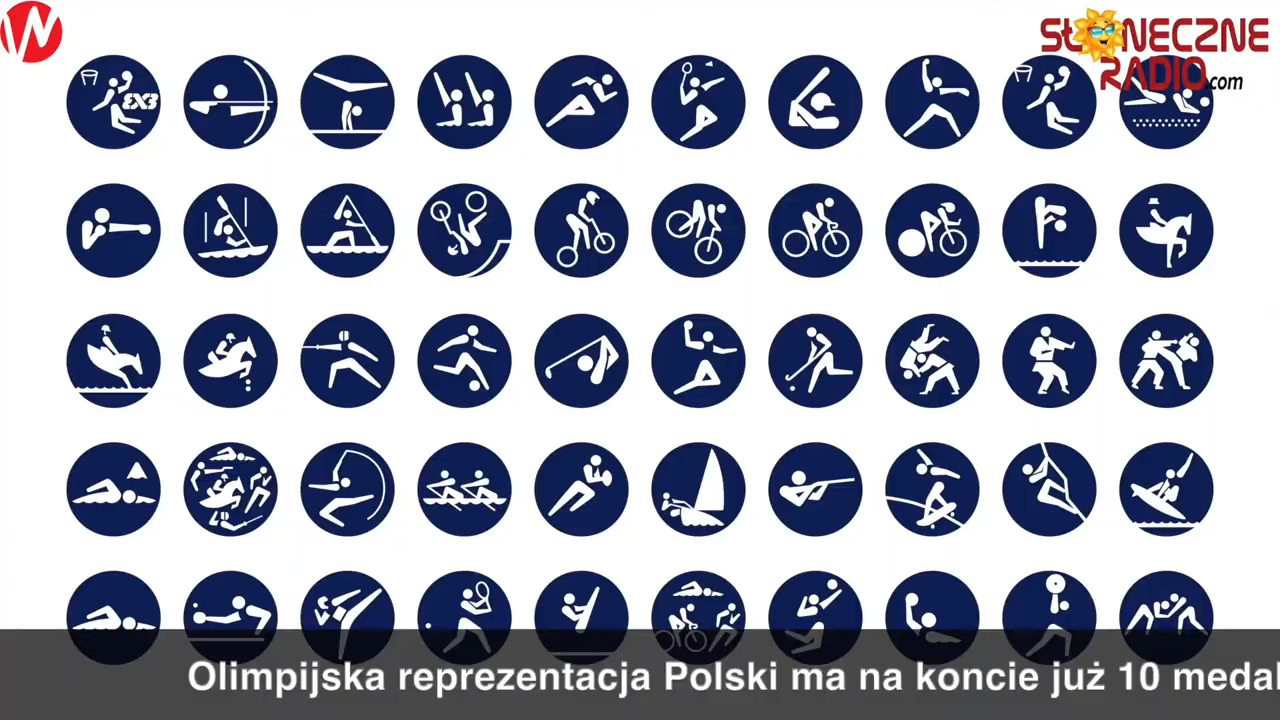 W
SŁONECZNE
RADIO.com
3X3
Olimpijska reprezentacja Polski ma na koncie już 10 medal